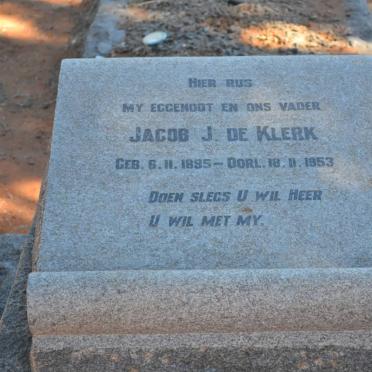 HIER RUS
MY EGGENOOT EN ONS VADER
JACOB J. DE KLERK
GEB. 6.11.1895 – OORL. 18.11.1953
DOEN SLEGS U WIL HEER
U WIL MET MY.